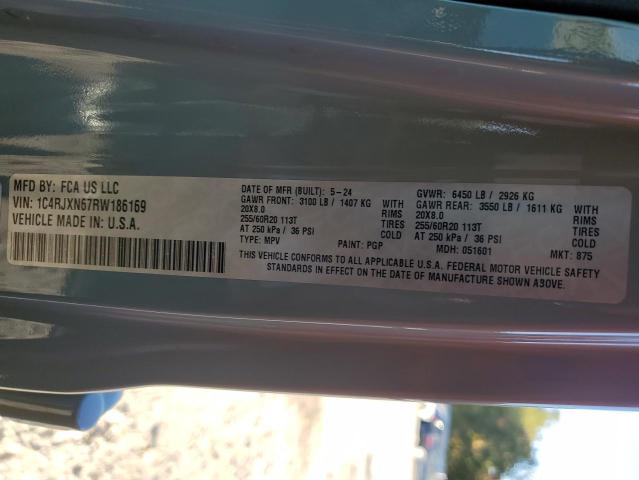 MFD BY: FCA US LLC
VIN: 1C4RJXN67RW186169
VEHICLE MADE IN U.S.A.
DATE OF MFR (BUILT): 5-24
GAWR FRONT: 3100 LB / 1407 KG
20X8.0
255/60R20 113T TIRES
AT 250 kPa / 36 PSI COLD
TYPE: MPV PAINT: PGP
GVWR: 6450 LB / 2926 KG
GAWR REAR: 3550 LB / 1611 KG
20X8.0
255/60R20 113T TIRES
AT 250 kPa / 36 PSI COLD
MDH: 051601 MKT: 875
THIS VEHICLE CONFORMS TO ALL APPLICABLE U.S.A. FEDERAL MOTOR VEHICLE SAFETY
STANDARDS IN EFFECT ON THE DATE OF MANUFACTURE SHOWN ABOVE.